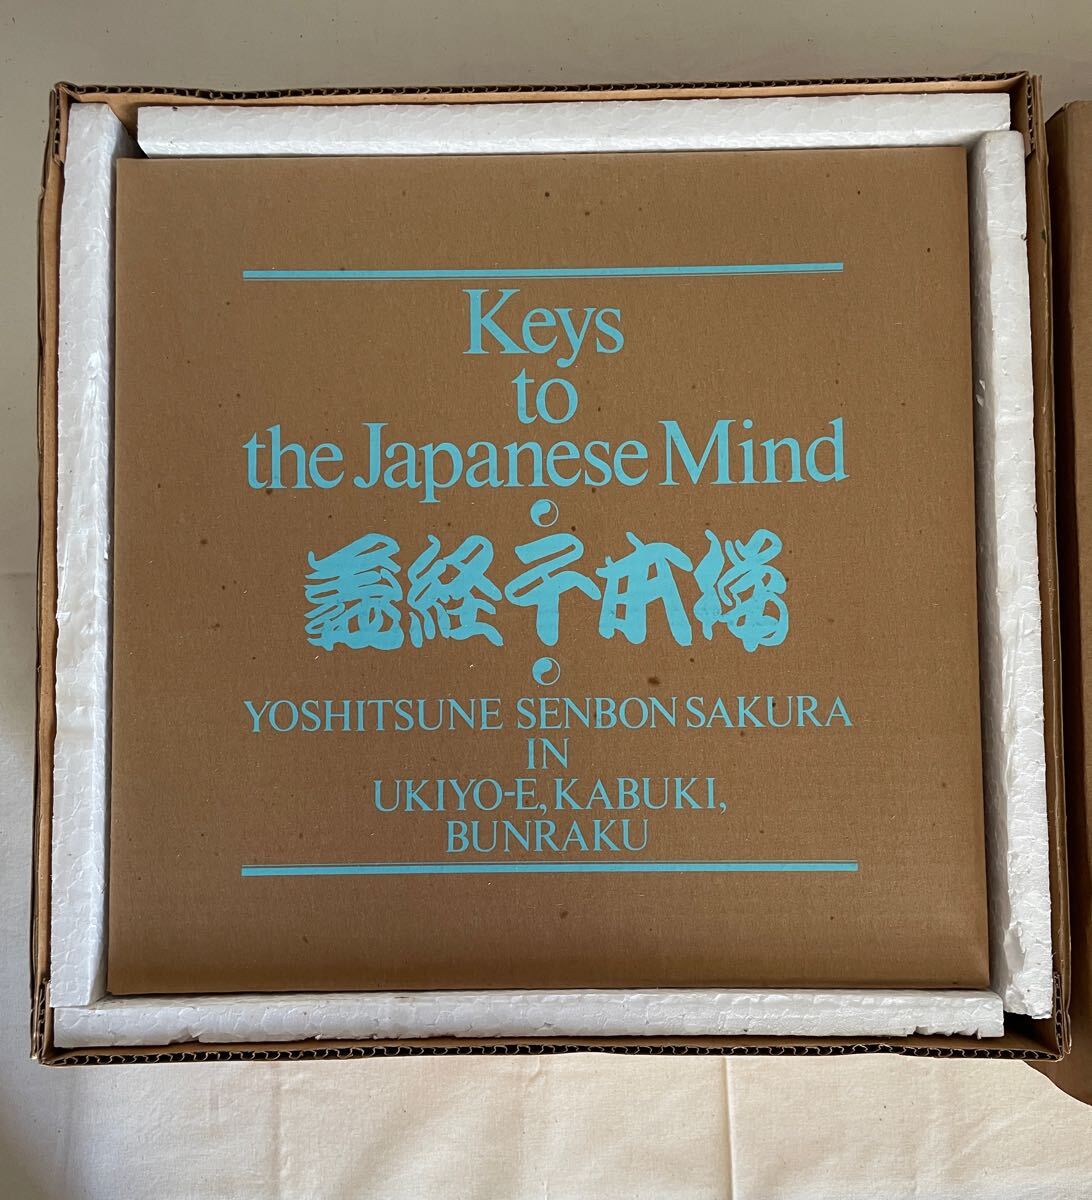 Keys
to
the Japanese Mind
義経千本桜
YOSHITSUNE SENBON SAKURA
IN
UKIYO-E, KABUKI,
BUNRAKU